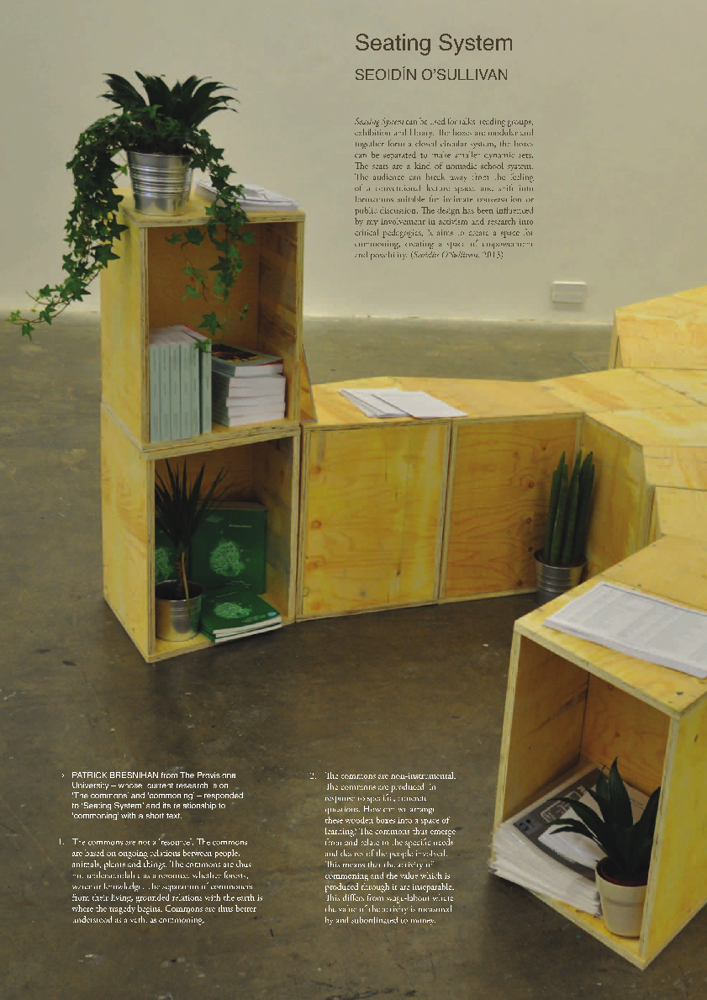 Seating System
SEOIDÍN O'SULLIVAN
Seating System can be used for talks, reading groups,
exhibition and library. The boxes are modular and
together form a closed circular system, the boxes
can be separated to make smaller dynamic sets.
The seats are a kind of nomadic school system.
The audience can break away from the feeling
of a conventional lecture space and shift into
formations suitable for intimate conversation or
public discussion. The design has been influenced
by my involvement in activism and research into
critical pedagogies, it aims to create a space for
commoning, creating a space of empowerment
and possibility. (Seoidín O'Sullivan, 2013)
> PATRICK BRESNIHAN from The Provisional
University – whose current research is on
'The commons' and 'commoning' – responded
to 'Seating System' and its relationship to
'commoning' with a short text.
1. The commons are not a 'resource'. The commons
are based on ongoing relations between people,
animals, plants and things. The commons are thus
not understandable as a resource, whether forests,
water or knowledge. The separation of commoners
from their living, grounded relations with the earth is
where the tragedy begins. Commons are thus better
understood as a verb: as commoning.
2. The commons are non-instrumental.
The commons are produced in
response to specific, concrete
questions. How can we arrange
these wooden boxes into a space of
learning? The commons thus emerge
from and relate to the specific needs
and desires of the people involved.
This means that the activity of
commoning and the value which is
produced through it are inseparable.
This differs from wage-labour where
the value of the activity is measured
by and subordinated to money.